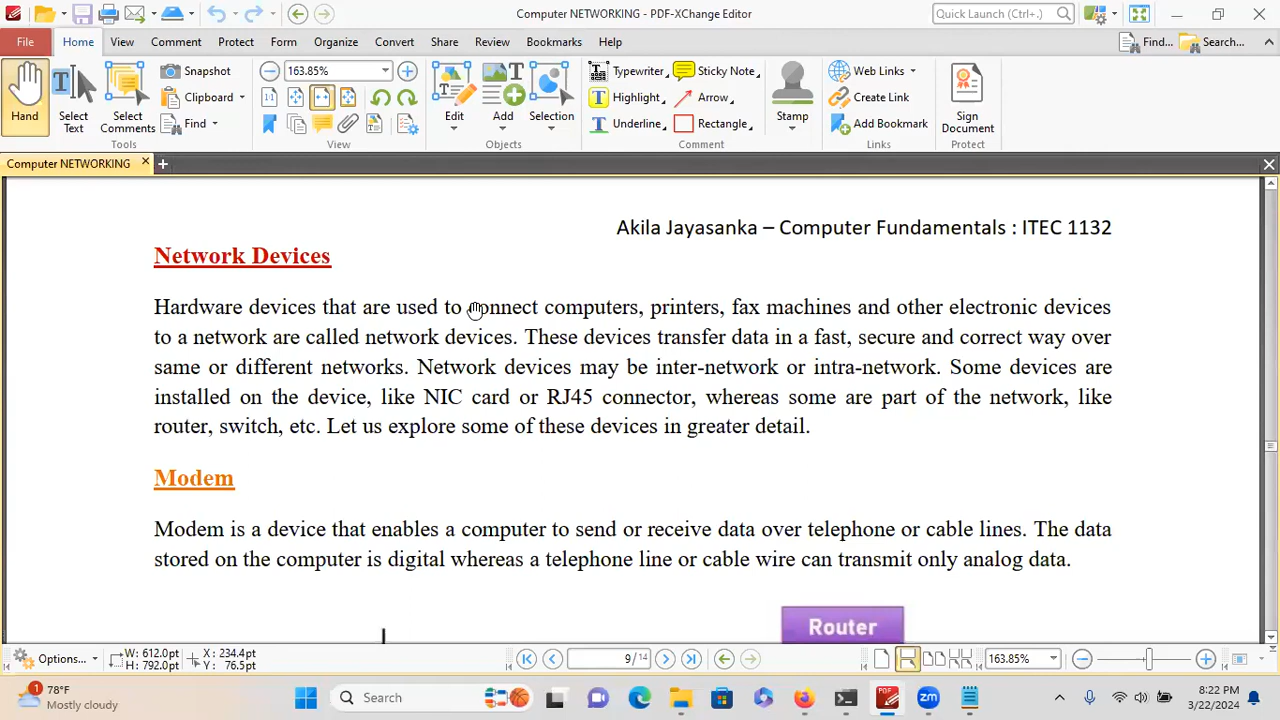 Computer NETWORKING - PDF-XChange Editor
Quick Launch (Ctrl+.)
File Home View Comment Protect Form Organize Convert Share Review Bookmarks Help
Find... Search...
Hand
Select Text
Select Comments
Snapshot
Clipboard
Find
Tools
163.85%
1:1
View
Edit
Add
Selection
Objects
Typewriter Sticky Note
Highlight Arrow
Underline Rectangle
Stamp
Comment
Web Links
Create Link
Add Bookmark
Links
Sign Document
Protect
Computer NETWORKING
Akila Jayasanka – Computer Fundamentals : ITEC 1132
Network Devices
Hardware devices that are used to connect computers, printers, fax machines and other electronic devices
to a network are called network devices. These devices transfer data in a fast, secure and correct way over
same or different networks. Network devices may be inter-network or intra-network. Some devices are
installed on the device, like NIC card or RJ45 connector, whereas some are part of the network, like
router, switch, etc. Let us explore some of these devices in greater detail.
Modem
Modem is a device that enables a computer to send or receive data over telephone or cable lines. The data
stored on the computer is digital whereas a telephone line or cable wire can transmit only analog data.
Router
Options...
W: 612.0pt
H: 792.0pt
X: 234.4pt
Y: 76.5pt
9/14
163.85%
1
78°F
Mostly cloudy
Search
PDF
zm
8:22 PM
3/22/2024